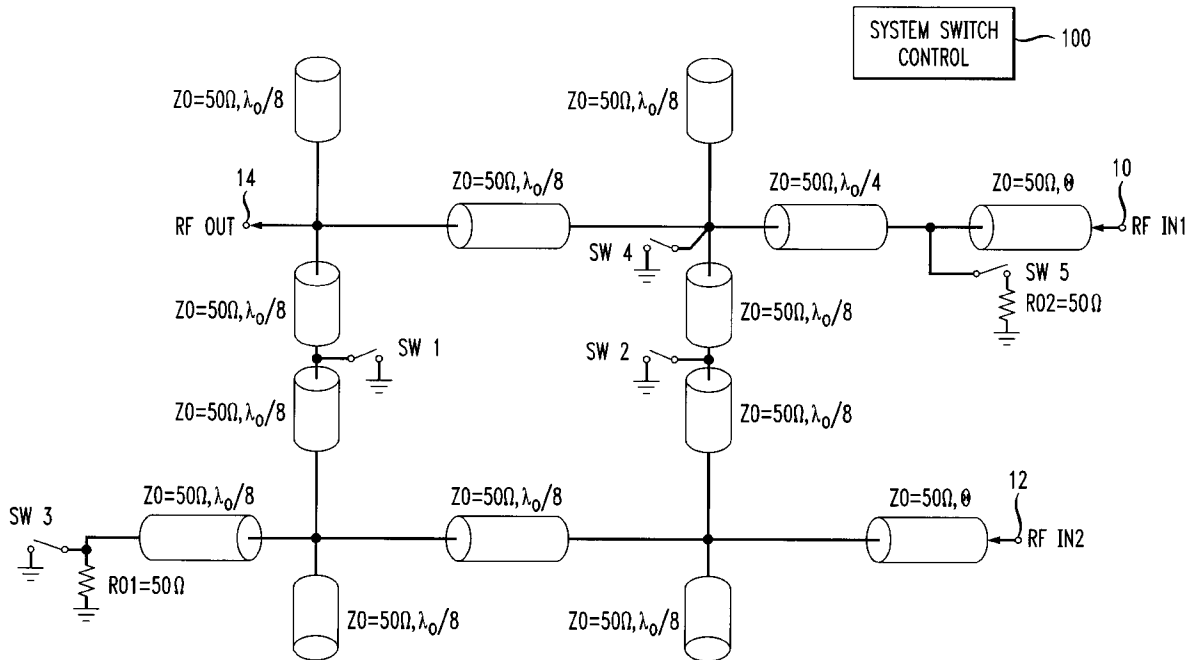 SYSTEM SWITCH
CONTROL
100
Z0=50Ω,λ₀/8
Z0=50Ω,λ₀/8
14
RF OUT
Z0=50Ω,λ₀/8
Z0=50Ω,λ₀/4
Z0=50Ω,Θ
10
RF IN1
SW 4
SW 5
R02=50Ω
Z0=50Ω,λ₀/8
Z0=50Ω,λ₀/8
SW 1
SW 2
Z0=50Ω,λ₀/8
Z0=50Ω,λ₀/8
SW 3
Z0=50Ω,λ₀/8
Z0=50Ω,λ₀/8
Z0=50Ω,Θ
12
RF IN2
R01=50Ω
Z0=50Ω,λ₀/8
Z0=50Ω,λ₀/8